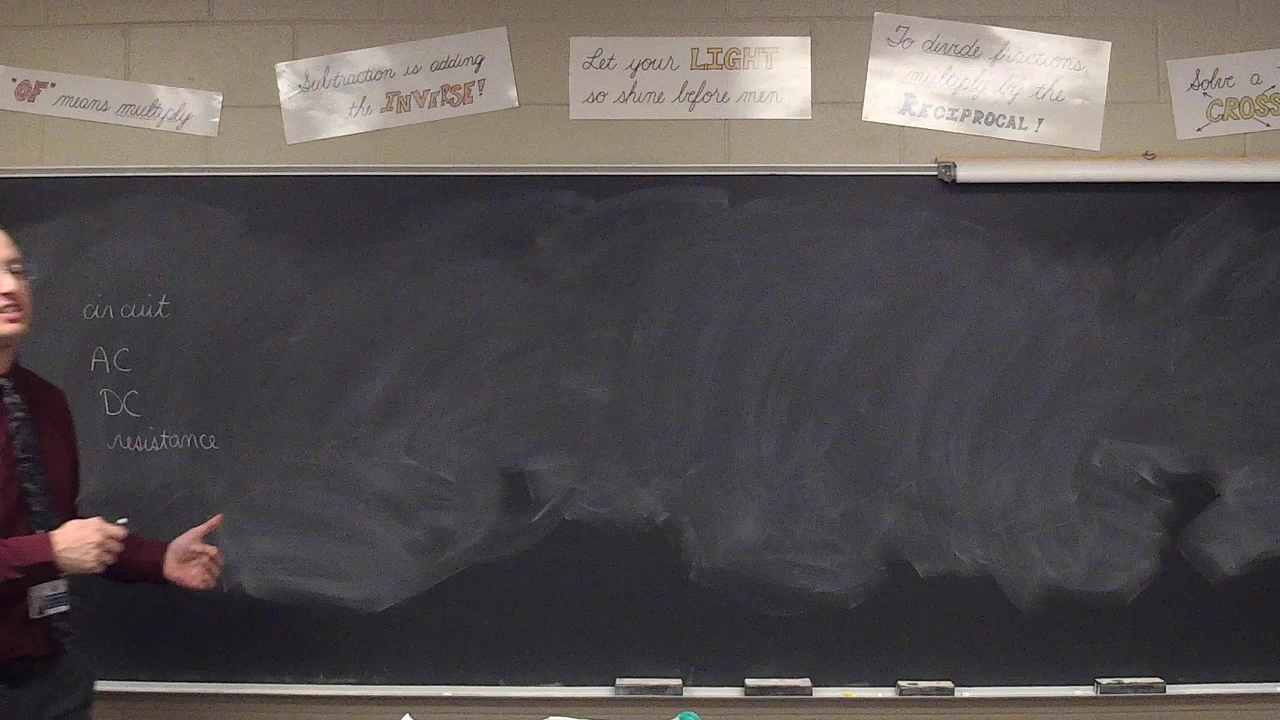 "OF" means multiply
Subtraction is adding
the INVERSE!
Let your LIGHT
so shine before men
To divide fractions,
multiply by the
RECIPROCAL!
Solve a
CROSS
circuit
AC
DC
resistance